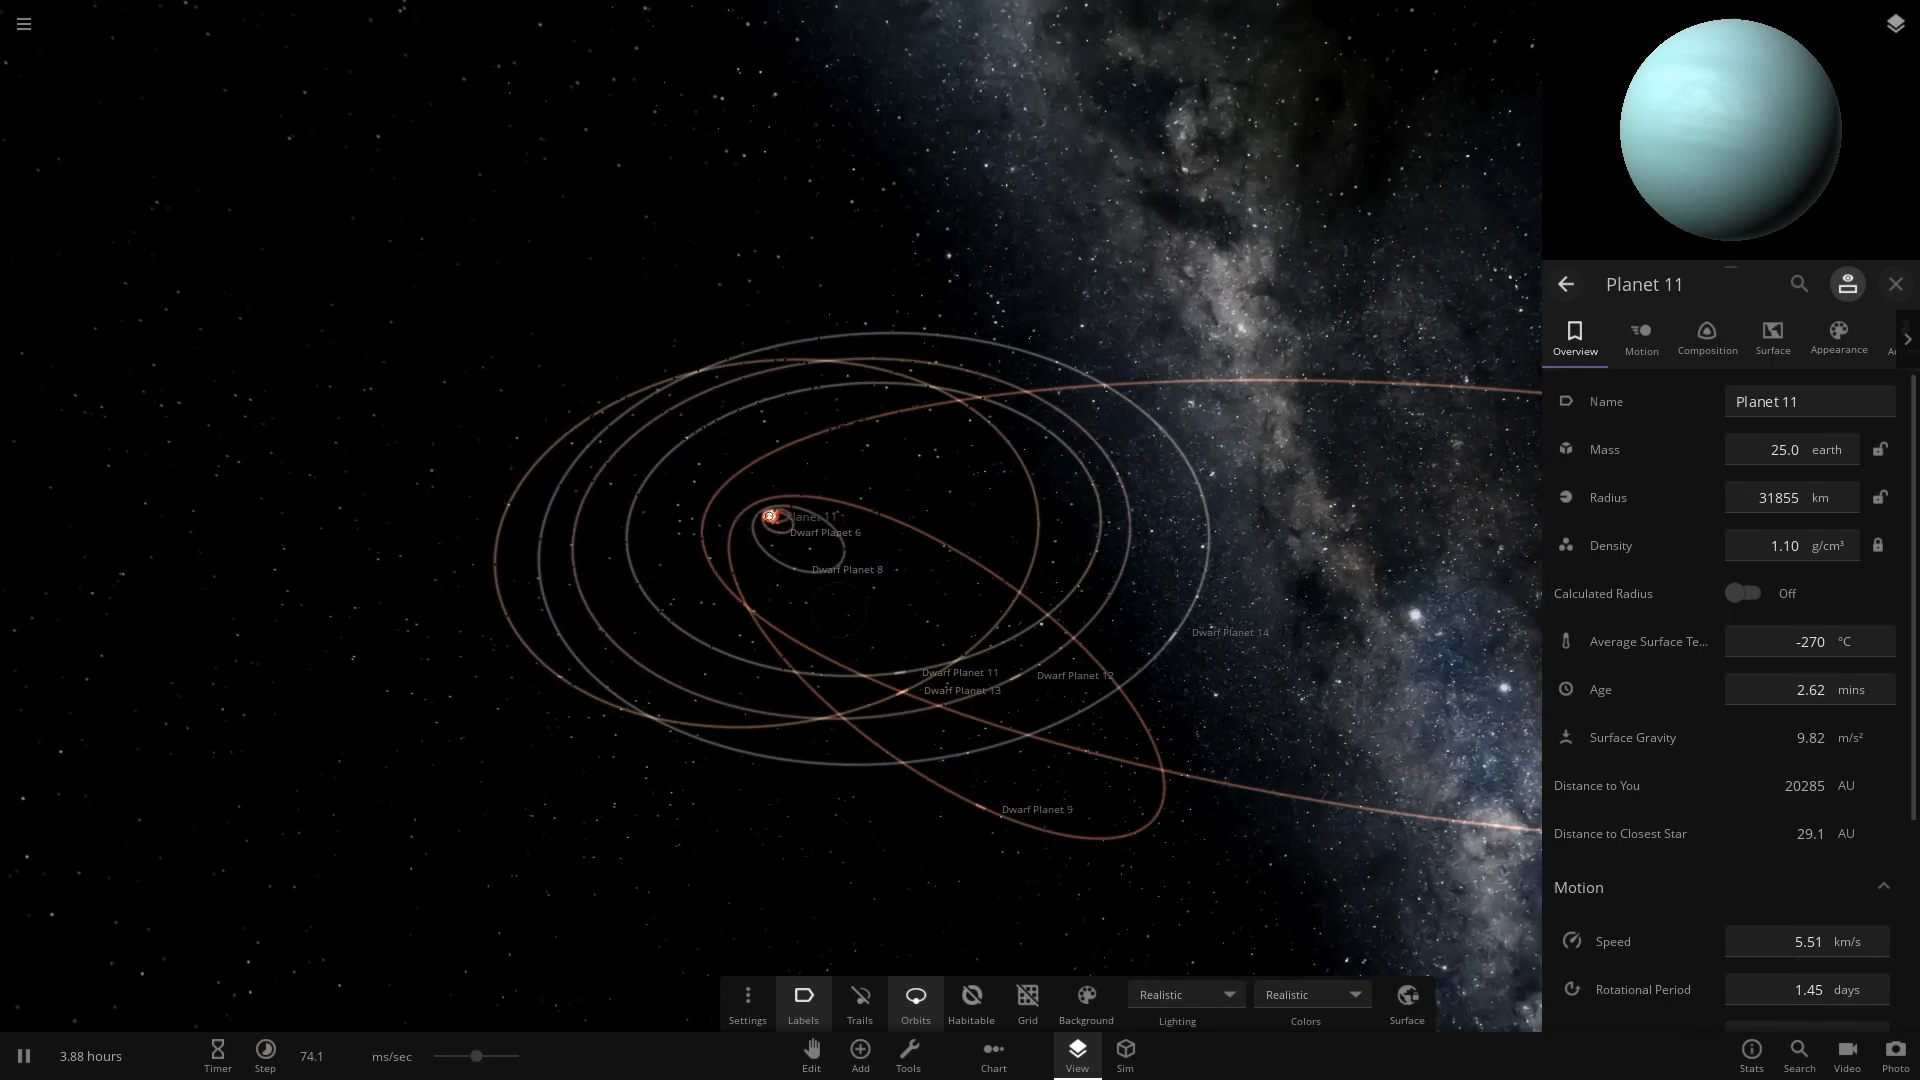 Planet 11
Overview
Motion
Composition
Surface
Appearance
Name
Planet 11
Mass
25.0 earth
Radius
31855 km
Density
1.10 g/cm³
Calculated Radius
Off
Average Surface Te...
-270 °C
Age
2.62 mins
Surface Gravity
9.82 m/s²
Distance to You
20285 AU
Distance to Closest Star
29.1 AU
Motion
Speed
5.51 km/s
Rotational Period
1.45 days
Planet 11
Dwarf Planet 6
Dwarf Planet 8
Dwarf Planet 14
Dwarf Planet 11
Dwarf Planet 12
Dwarf Planet 13
Dwarf Planet 9
Settings
Labels
Trails
Orbits
Habitable
Grid
Background
Realistic
Lighting
Realistic
Colors
Surface
3.88 hours
Timer
Step
74.1 ms/sec
Edit
Add
Tools
Chart
View
Sim
Stats
Search
Video
Photo